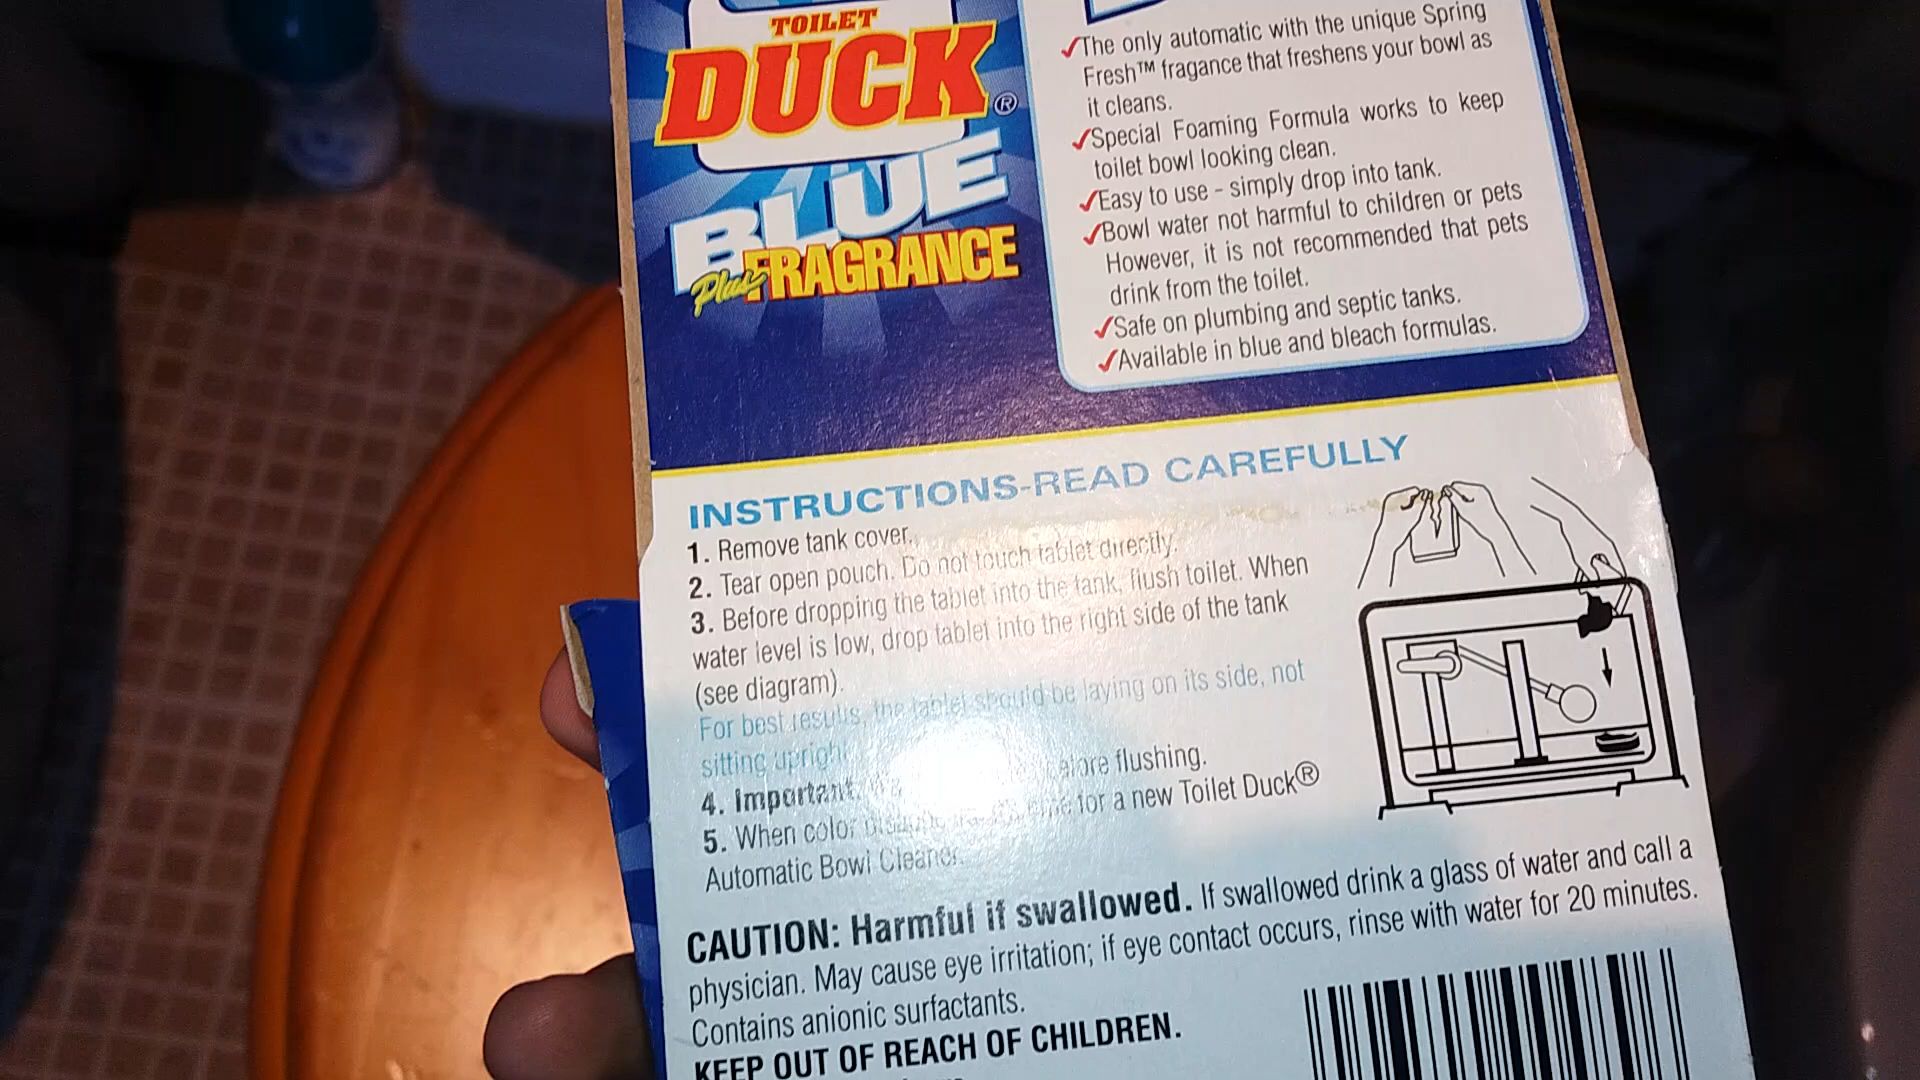 TOILET
DUCK®
BLUE
Plus FRAGRANCE
✓The only automatic with the unique Spring
Fresh™ fragance that freshens your bowl as
it cleans.
✓Special Foaming Formula works to keep
toilet bowl looking clean.
✓Easy to use - simply drop into tank.
✓Bowl water not harmful to children or pets
However, it is not recommended that pets
drink from the toilet.
✓Safe on plumbing and septic tanks.
✓Available in blue and bleach formulas.
INSTRUCTIONS-READ CAREFULLY
1. Remove tank cover.
2. Tear open pouch. Do not touch tablet directly.
3. Before dropping the tablet into the tank, flush toilet. When
water level is low, drop tablet into the right side of the tank
(see diagram).
For best results, the tablet should be laying on its side, not
sitting upright
4. Important. before flushing.
5. When color for a new Toilet Duck®
Automatic Bowl Cleaner.
CAUTION: Harmful if swallowed. If swallowed drink a glass of water and call a
physician. May cause eye irritation; if eye contact occurs, rinse with water for 20 minutes.
Contains anionic surfactants.
KEEP OUT OF REACH OF CHILDREN.